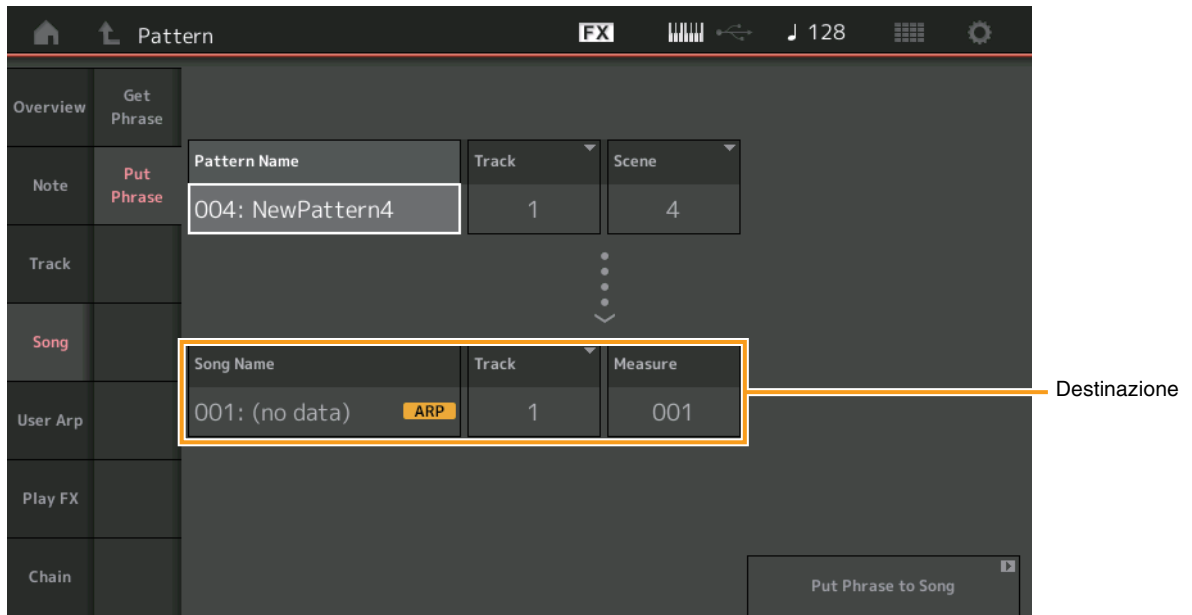 Pattern
FX
♩ 128
Overview
Get
Phrase
Note
Put
Phrase
Track
Song
User Arp
Play FX
Chain
Pattern Name
Track
Scene
004: NewPattern4
1
4
Song Name
Track
Measure
001: (no data)
ARP
1
001
Destinazione
Put Phrase to Song